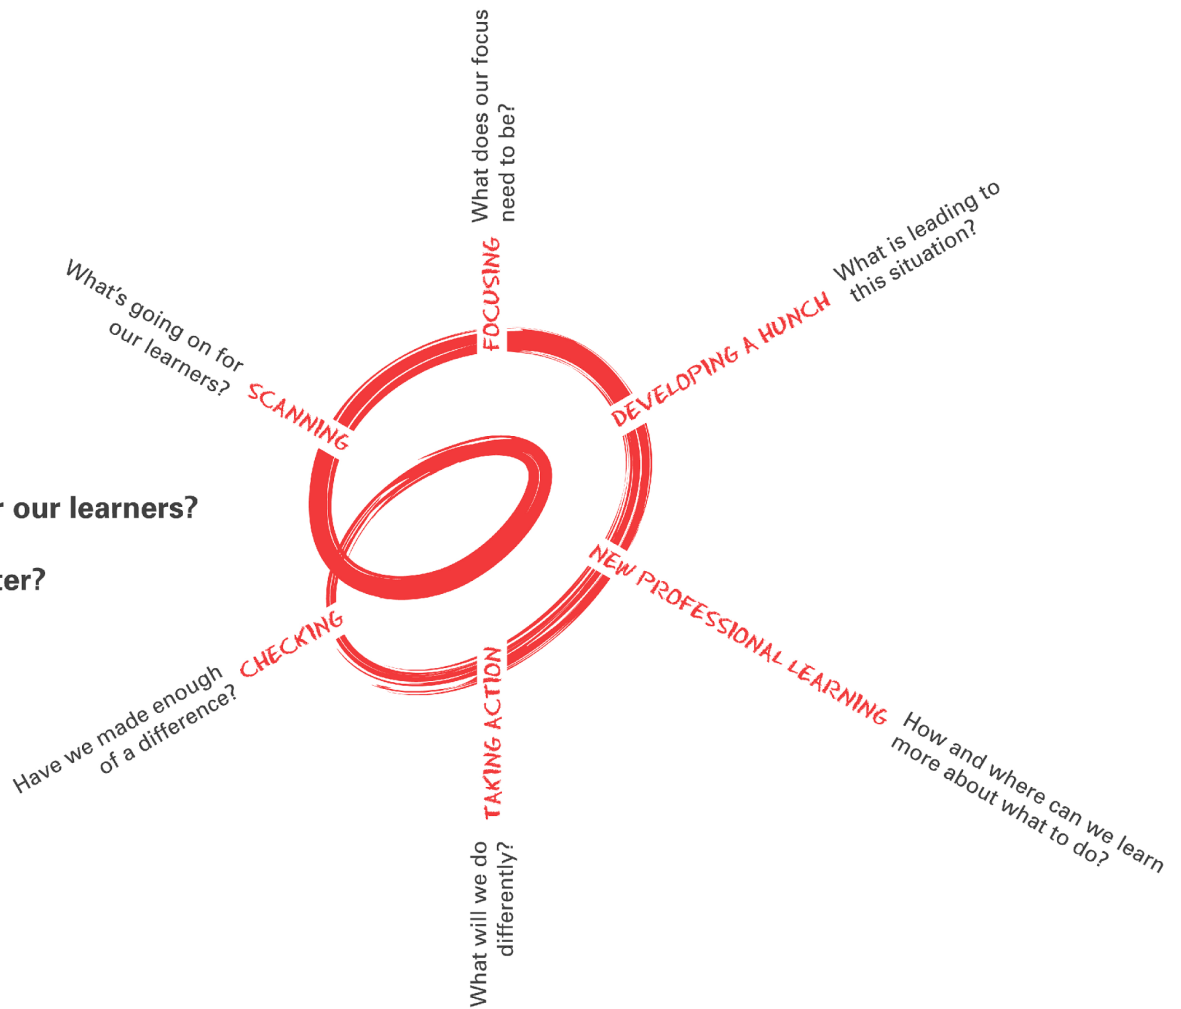 What does our focus
need to be?
FOCUSING
What is leading to
this situation?
DEVELOPING A HUNCH
What's going on for
our learners?
SCANNING
our learners?
NEW PROFESSIONAL LEARNING
How and where can we learn
more about what to do?
CHECKING
Have we made enough
of a difference?
TAKING ACTION
What will we do
differently?